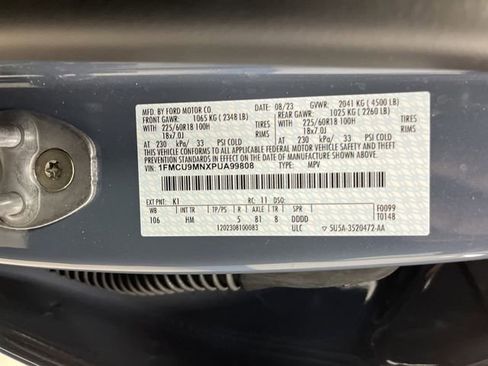 MFD. BY FORD MOTOR CO.
DATE: 08/23 GVWR: 2041 KG ( 4500 LB)
FRONT GAWR: 1065 KG ( 2348 LB) REAR GAWR: 1025 KG ( 2260 LB)
WITH 225/60R18 100H TIRES WITH 225/60R18 100H TIRES
18x7.0J RIMS 18x7.0J RIMS
AT 230 kPa/ 33 PSI COLD AT 230 kPa/ 33 PSI COLD
THIS VEHICLE CONFORMS TO ALL APPLICABLE FEDERAL MOTOR VEHICLE SAFETY AND
THEFT PREVENTION STANDARDS IN EFFECT ON THE DATE OF MANUFACTURE SHOWN ABOVE.
VIN: 1FMCU9MNXPUA99808 TYPE: MPV
EXT PNT: K1 RC: 11 DSO: F0099
WB INT TR TP/PS R AXLE TR SPR T0148
106 HM 5 81 8 DDDD
1202308100083 ULC SU5A-3520472-AA